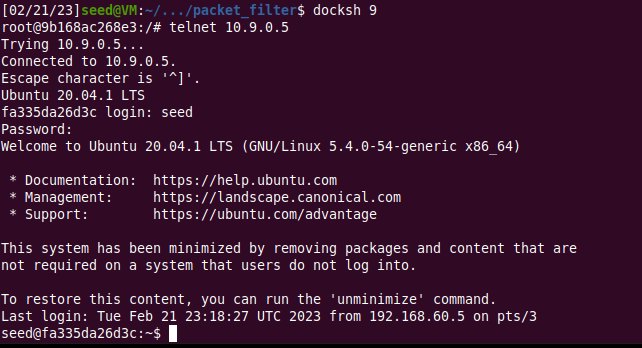 [02/21/23]seed@VM:~/.../packet_filter$ docksh 9
root@9b168ac268e3:/# telnet 10.9.0.5
Trying 10.9.0.5...
Connected to 10.9.0.5.
Escape character is '^]'.
Ubuntu 20.04.1 LTS
fa335da26d3c login: seed
Password:
Welcome to Ubuntu 20.04.1 LTS (GNU/Linux 5.4.0-54-generic x86_64)

 * Documentation:  https://help.ubuntu.com
 * Management:     https://landscape.canonical.com
 * Support:        https://ubuntu.com/advantage

This system has been minimized by removing packages and content that are
not required on a system that users do not log into.

To restore this content, you can run the 'unminimize' command.
Last login: Tue Feb 21 23:18:27 UTC 2023 from 192.168.60.5 on pts/3
seed@fa335da26d3c:~$